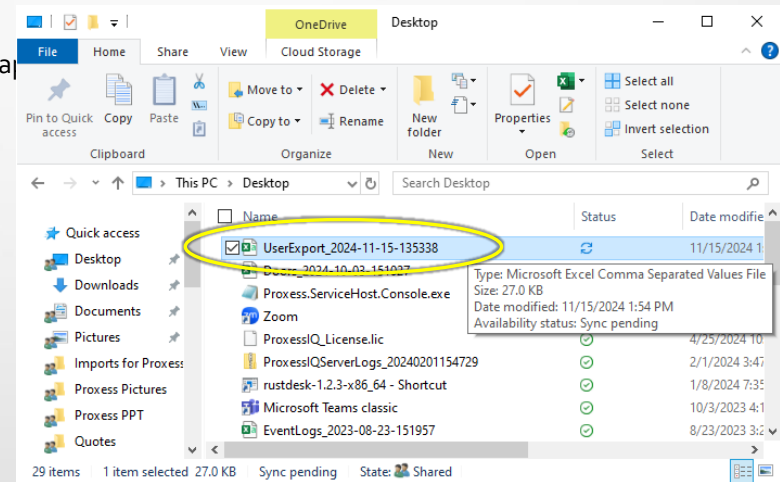 OneDrive Desktop
File Home Share View Cloud Storage
Pin to Quick access
Copy
Paste
Move to
Copy to
Delete
Rename
New folder
Properties
Select all
Select none
Invert selection
Clipboard Organize New Open Select
This PC > Desktop
Search Desktop
Name Status Date modifie
Quick access
Desktop
Downloads
Documents
Pictures
Imports for Proxess
Proxess Pictures
Proxess PPT
Quotes
UserExport_2024-11-15-135338 11/15/2024 1:
Doors_2024-10-03-151027
Proxess.ServiceHost.Console.exe
Zoom
ProxessIQ_License.lic 4/25/2024 10:
ProxessIQServerLogs_20240201154729 2/1/2024 3:47
rustdesk-1.2.3-x86_64 - Shortcut 1/8/2024 7:35
Microsoft Teams classic 10/3/2023 4:1
EventLogs_2023-08-23-151957 8/23/2023 3:2
Type: Microsoft Excel Comma Separated Values File
Size: 27.0 KB
Date modified: 11/15/2024 1:54 PM
Availability status: Sync pending
29 items 1 item selected 27.0 KB Sync pending State: Shared